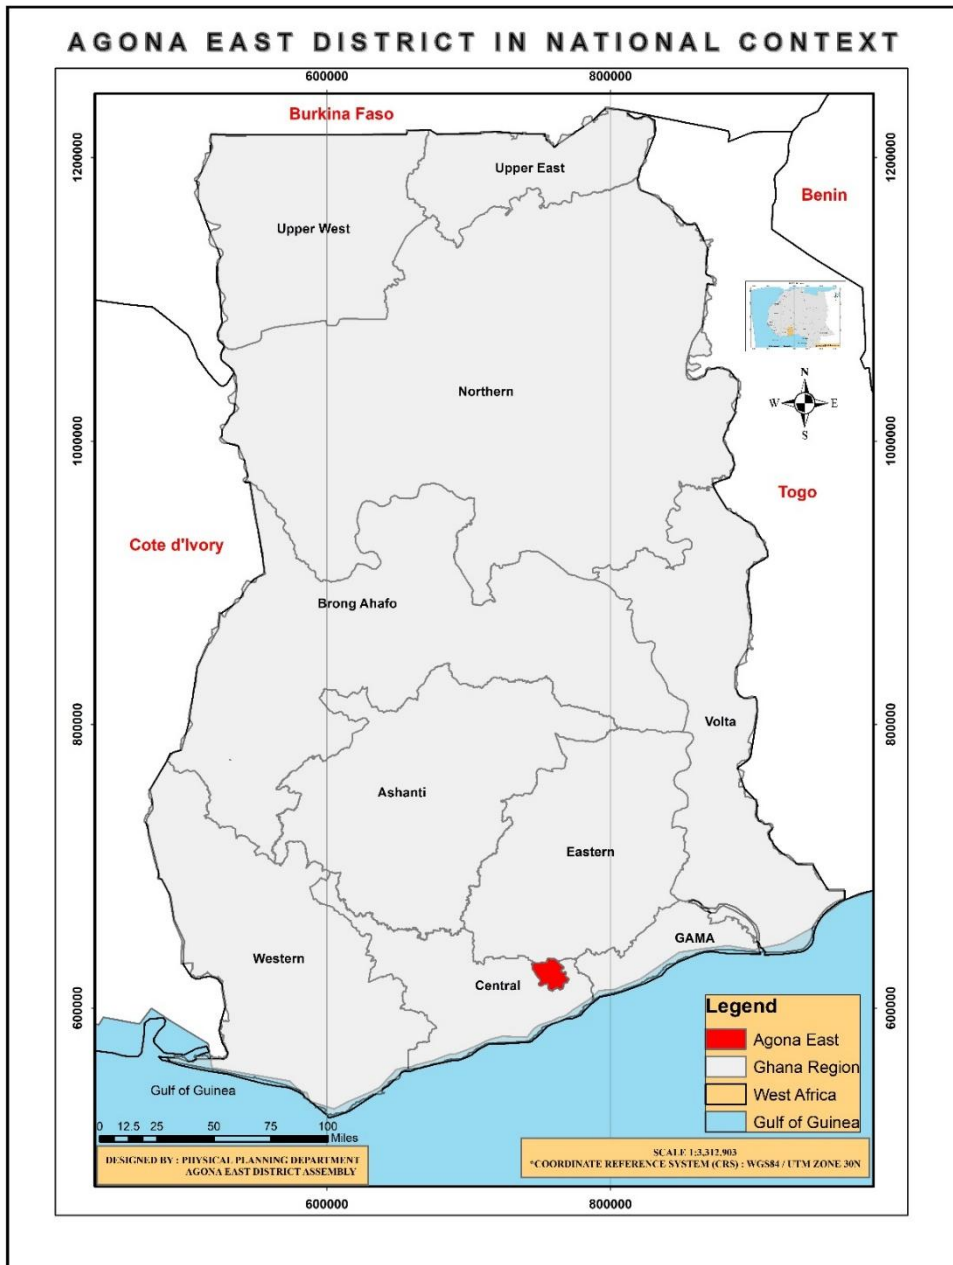 AGONA EAST DISTRICT IN NATIONAL CONTEXT
600000
800000
Burkina Faso
1200000
1200000
Upper East
Benin
Upper West
Northern
N
W
E
S
1000000
1000000
Togo
Cote d'Ivory
Brong Ahafo
800000
800000
Volta
Ashanti
Eastern
GAMA
Western
Central
600000
600000
Legend
Agona East
Ghana Region
West Africa
Gulf of Guinea
Gulf of Guinea
0 12.5 25 50 75 100
Miles
DESIGNED BY : PHYSICAL PLANNING DEPARTMENT
AGONA EAST DISTRICT ASSEMBLY
SCALE 1:3,312,903
*COORDINATE REFERENCE SYSTEM (CRS) : WGS84 / UTM ZONE 30N
600000
800000